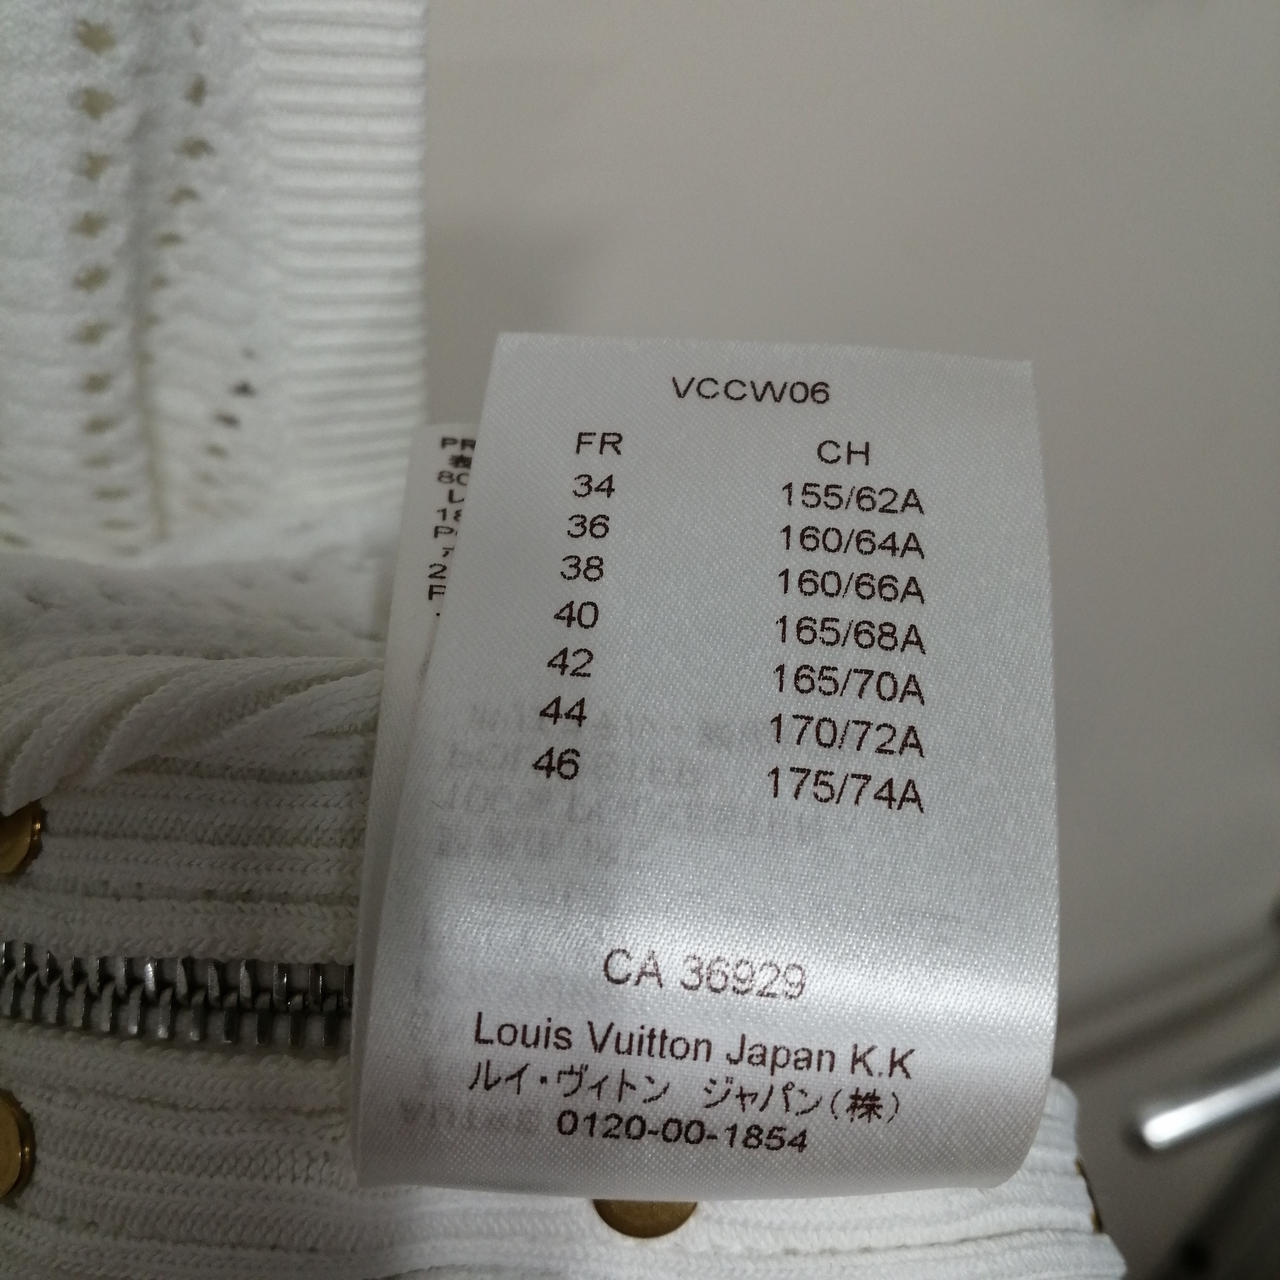 VCCW06
FR CH
34 155/62A
36 160/64A
38 160/66A
40 165/68A
42 165/70A
44 170/72A
46 175/74A
CA 36929
Louis Vuitton Japan K.K
ルイ・ヴィトン ジャパン(株)
0120-00-1854